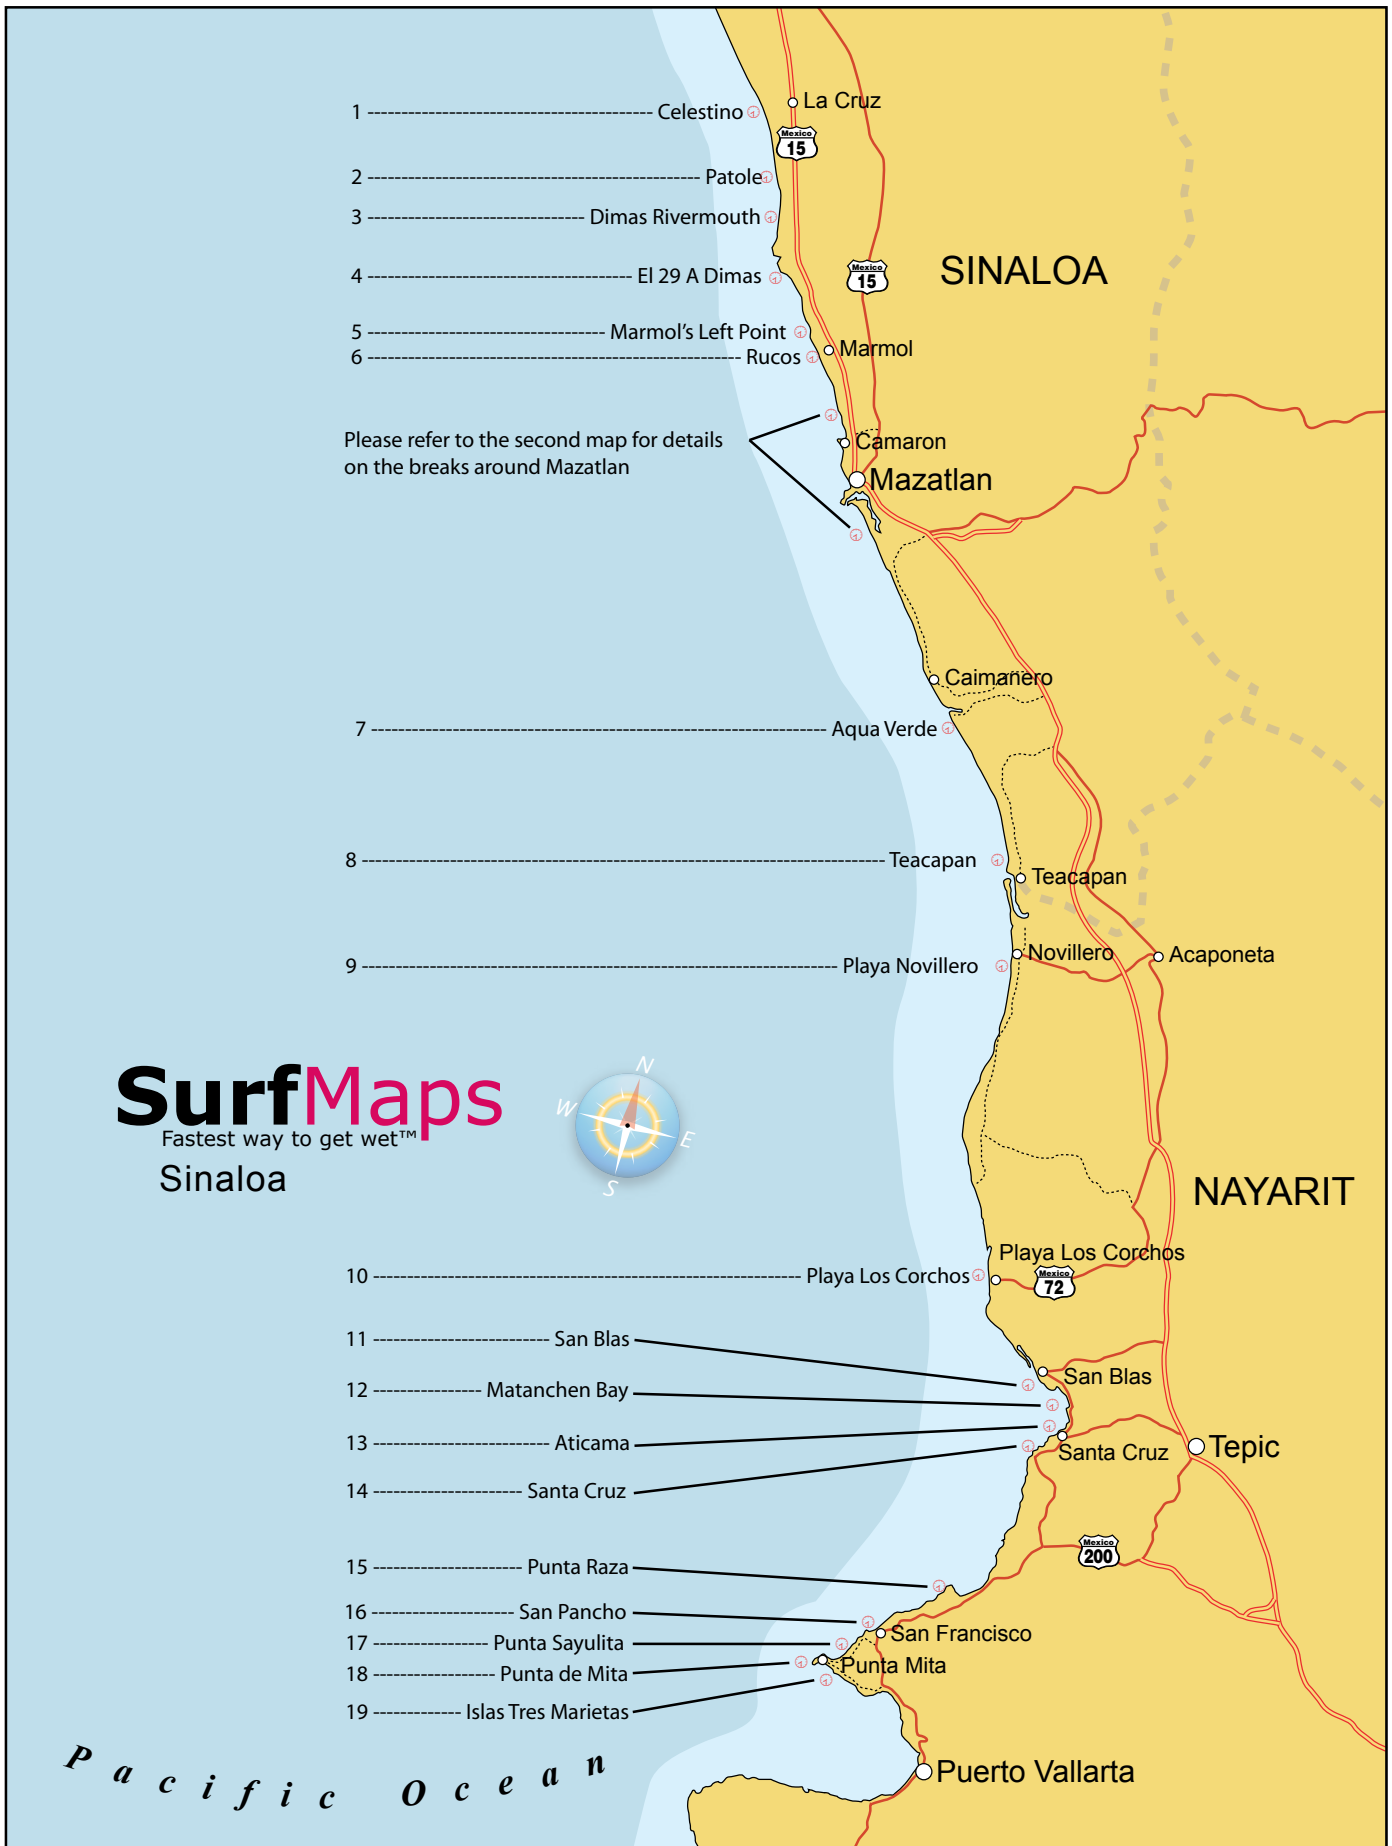 1 Celestino
La Cruz
Mexico
15
2 Patole
3 Dimas Rivermouth
SINALOA
4 El 29 A Dimas
Mexico
15
5 Marmol's Left Point
Marmol
6 Rucos
Please refer to the second map for details
on the breaks around Mazatlan
Camaron
Mazatlan
Caimanero
7 Aqua Verde
8 Teacapan
Teacapan
Novillero
Acaponeta
9 Playa Novillero
SurfMaps
Fastest way to get wet™
Sinaloa
N
W
E
S
NAYARIT
Playa Los Corchos
10 Playa Los Corchos
Mexico
72
11 San Blas
San Blas
12 Matanchen Bay
13 Aticama
Santa Cruz
Tepic
14 Santa Cruz
Mexico
200
15 Punta Raza
16 San Pancho
San Francisco
17 Punta Sayulita
Punta Mita
18 Punta de Mita
19 Islas Tres Marietas
Pacific Ocean
Puerto Vallarta